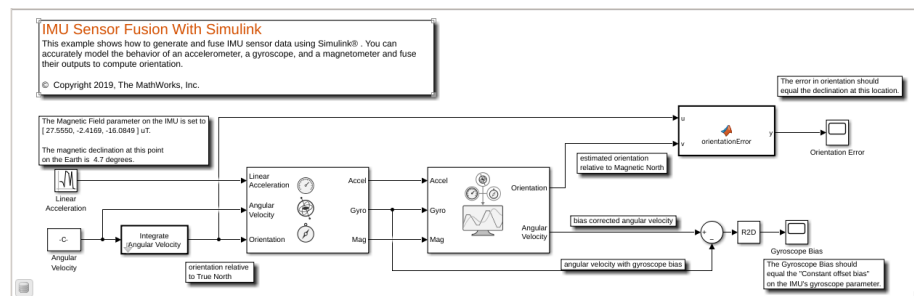 IMU Sensor Fusion With Simulink
This example shows how to generate and fuse IMU sensor data using Simulink® . You can
accurately model the behavior of an accelerometer, a gyroscope, and a magnetometer and fuse
their outputs to compute orientation.
© Copyright 2019, The MathWorks, Inc.
The error in orientation should
equal the declination at this location.
The Magnetic Field parameter on the IMU is set to
[ 27.5550, -2.4169, -16.0849 ] uT.
The magnetic declination at this point
on the Earth is 4.7 degrees.
u
v
y
orientationError
Orientation Error
estimated orientation
relative to Magnetic North
Linear
Acceleration
Linear
Acceleration
Angular
Velocity
Orientation
Accel
Gyro
Mag
Accel
Gyro
Mag
Orientation
Angular
Velocity
-C-
Angular
Velocity
Integrate
Angular Velocity
orientation relative
to True North
bias corrected angular velocity
angular velocity with gyroscope bias
+
−
R2D
Gyroscope Bias
The Gyroscope Bias should
equal the "Constant offset bias"
on the IMU's gyroscope parameter.